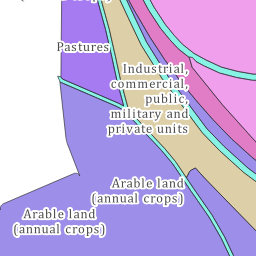 Pastures
Industrial,
commercial,
public,
military and
private units
Arable land
(annual crops)
Arable land
(annual crops)